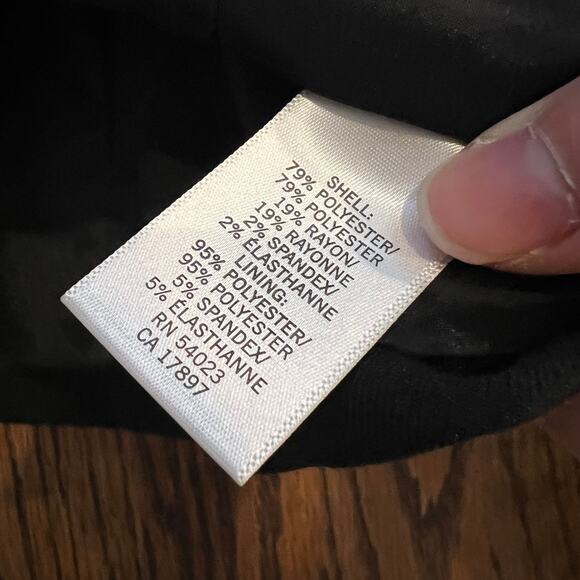 SHELL:
79% POLYESTER/
79% POLYESTER
19% RAYON/
19% RAYONNE
2% SPANDEX/
2% ÉLASTHANNE
LINING:
95% POLYESTER/
95% POLYESTER
5% SPANDEX/
5% ÉLASTHANNE
RN 54023
CA 17897